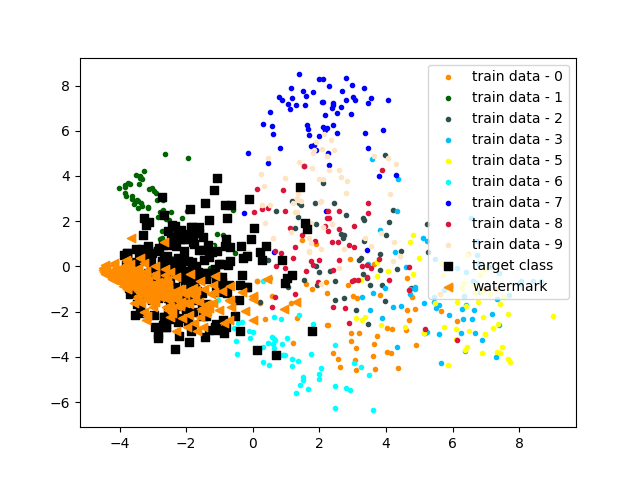 8
6
4
2
0
−2
−4
−6
−4
−2
0
2
4
6
8
train data - 0
train data - 1
train data - 2
train data - 3
train data - 5
train data - 6
train data - 7
train data - 8
train data - 9
target class
watermark